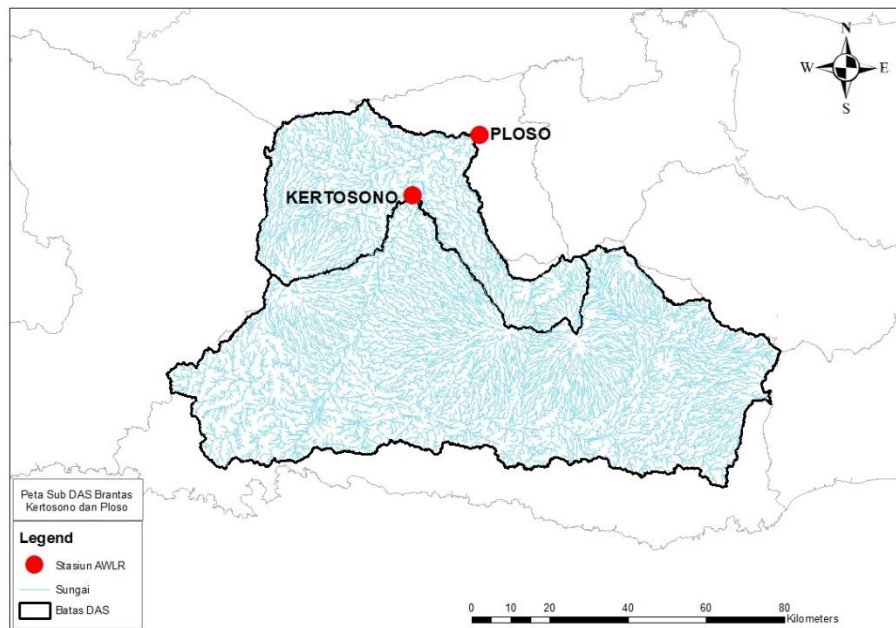 N
W E
S
PLOSO
KERTOSONO
Peta Sub DAS Brantas
Kertosono dan Ploso
Legend
Stasiun AWLR
Sungai
Batas DAS
0 5 10 20 40 60 80
Kilometers